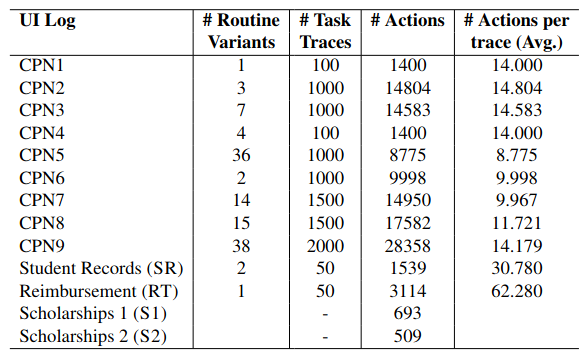 UI Log # Routine # Task # Actions # Actions per
Variants Traces trace (Avg.)
CPN1 1 100 1400 14.000
CPN2 3 1000 14804 14.804
CPN3 7 1000 14583 14.583
CPN4 4 100 1400 14.000
CPN5 36 1000 8775 8.775
CPN6 2 1000 9998 9.998
CPN7 14 1500 14950 9.967
CPN8 15 1500 17582 11.721
CPN9 38 2000 28358 14.179
Student Records (SR) 2 50 1539 30.780
Reimbursement (RT) 1 50 3114 62.280
Scholarships 1 (S1) - 693
Scholarships 2 (S2) - 509